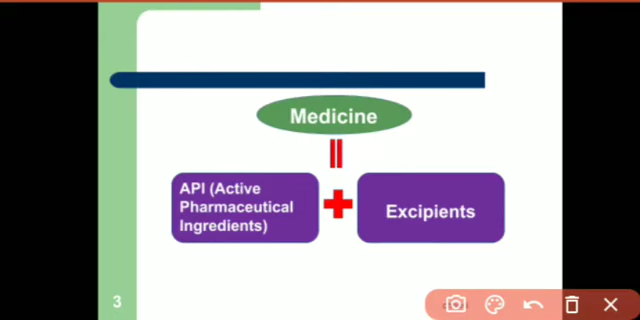 Medicine
API (Active
Pharmaceutical
Ingredients)
Excipients
3